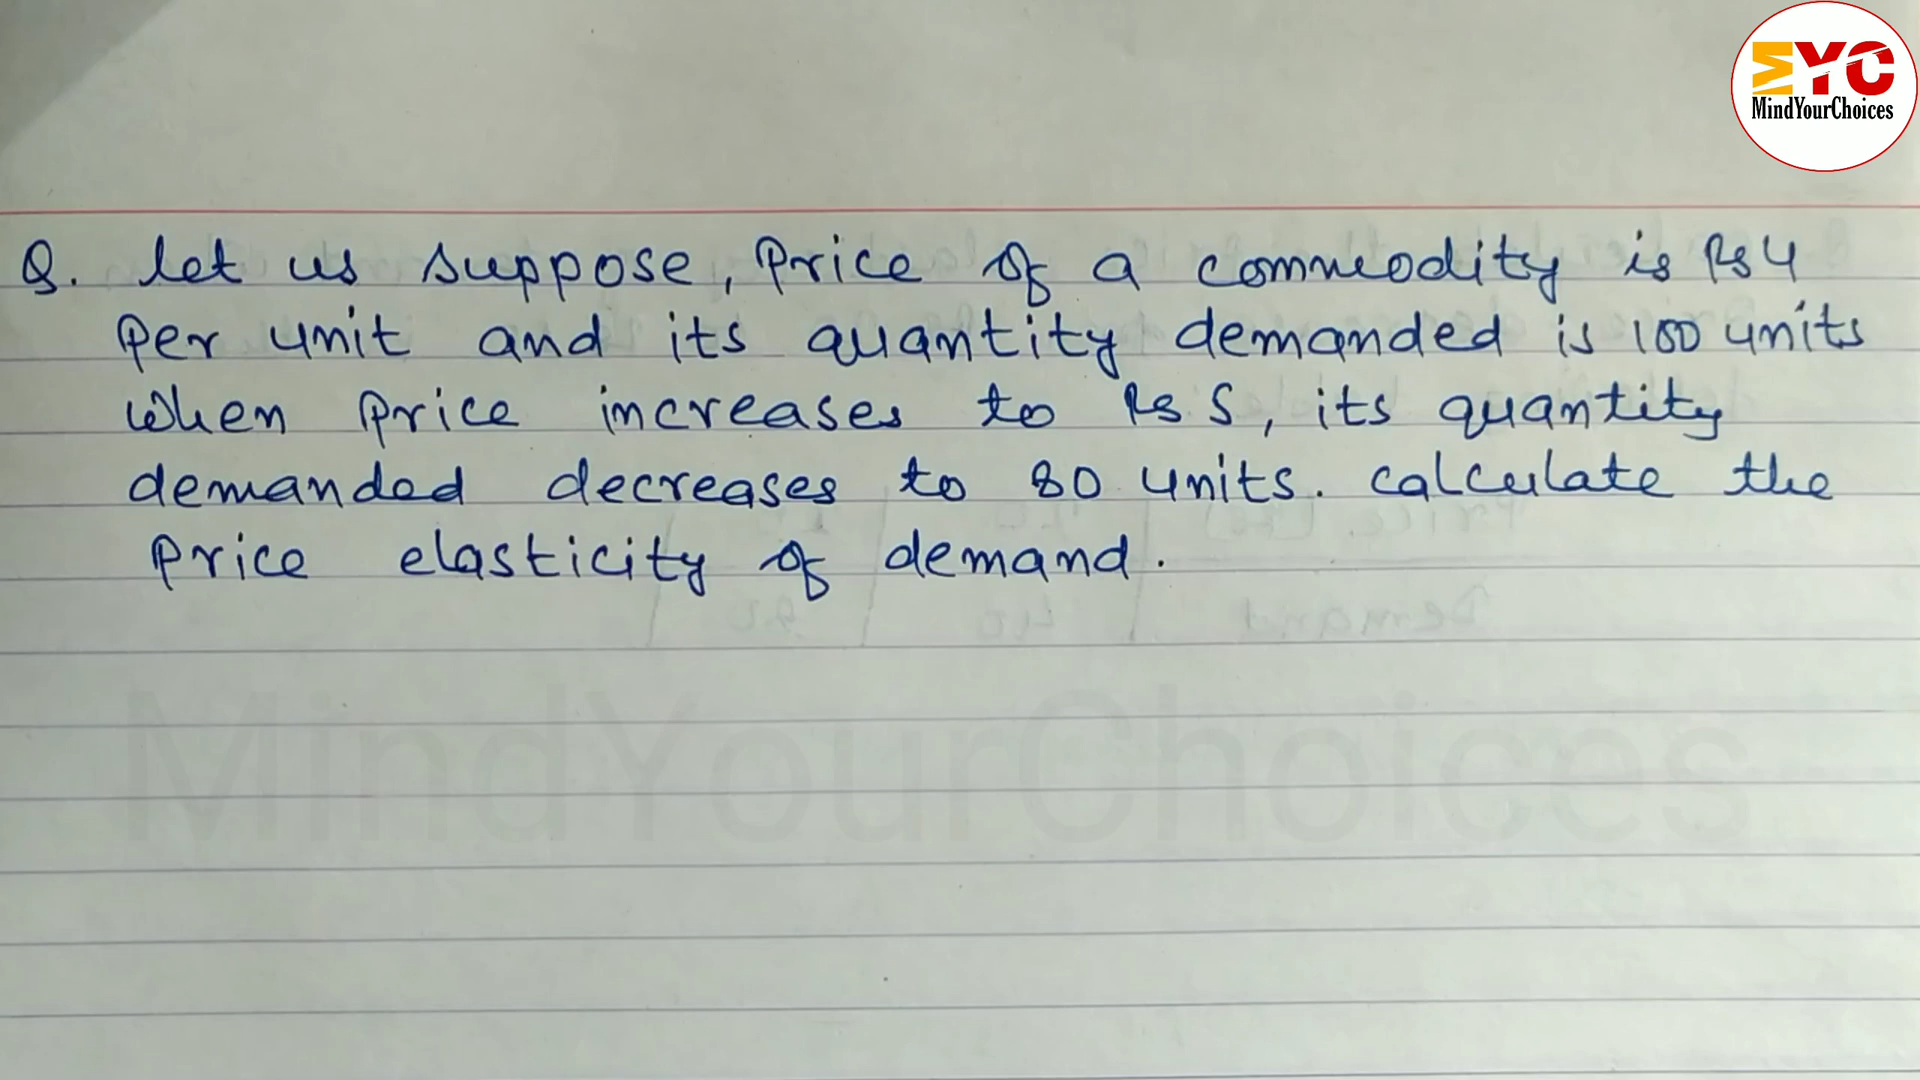 MYC
MindYourChoices
Q. let us suppose, Price of a commodity is Rs 4
Per unit and its quantity demanded is 100 units
when price increases to Rs 5, its quantity
demanded decreases to 80 units. calculate the
Price elasticity of demand.
MindYourChoices